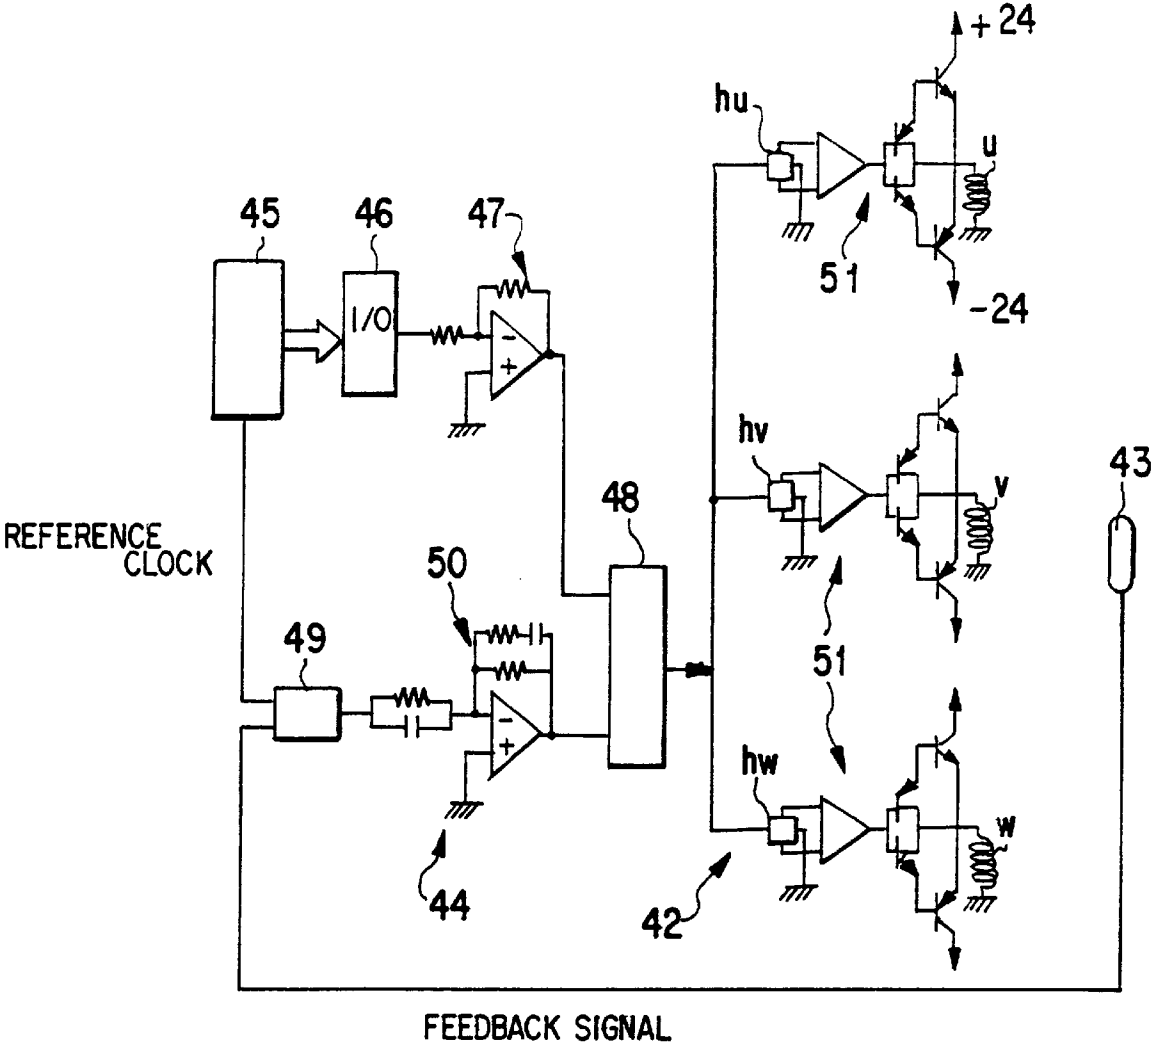 +24
hu
u
45
46
47
51
I/O
-24
-
+
hv
43
v
48
REFERENCE
CLOCK
50
49
51
-
+
hw
w
44
42
FEEDBACK SIGNAL